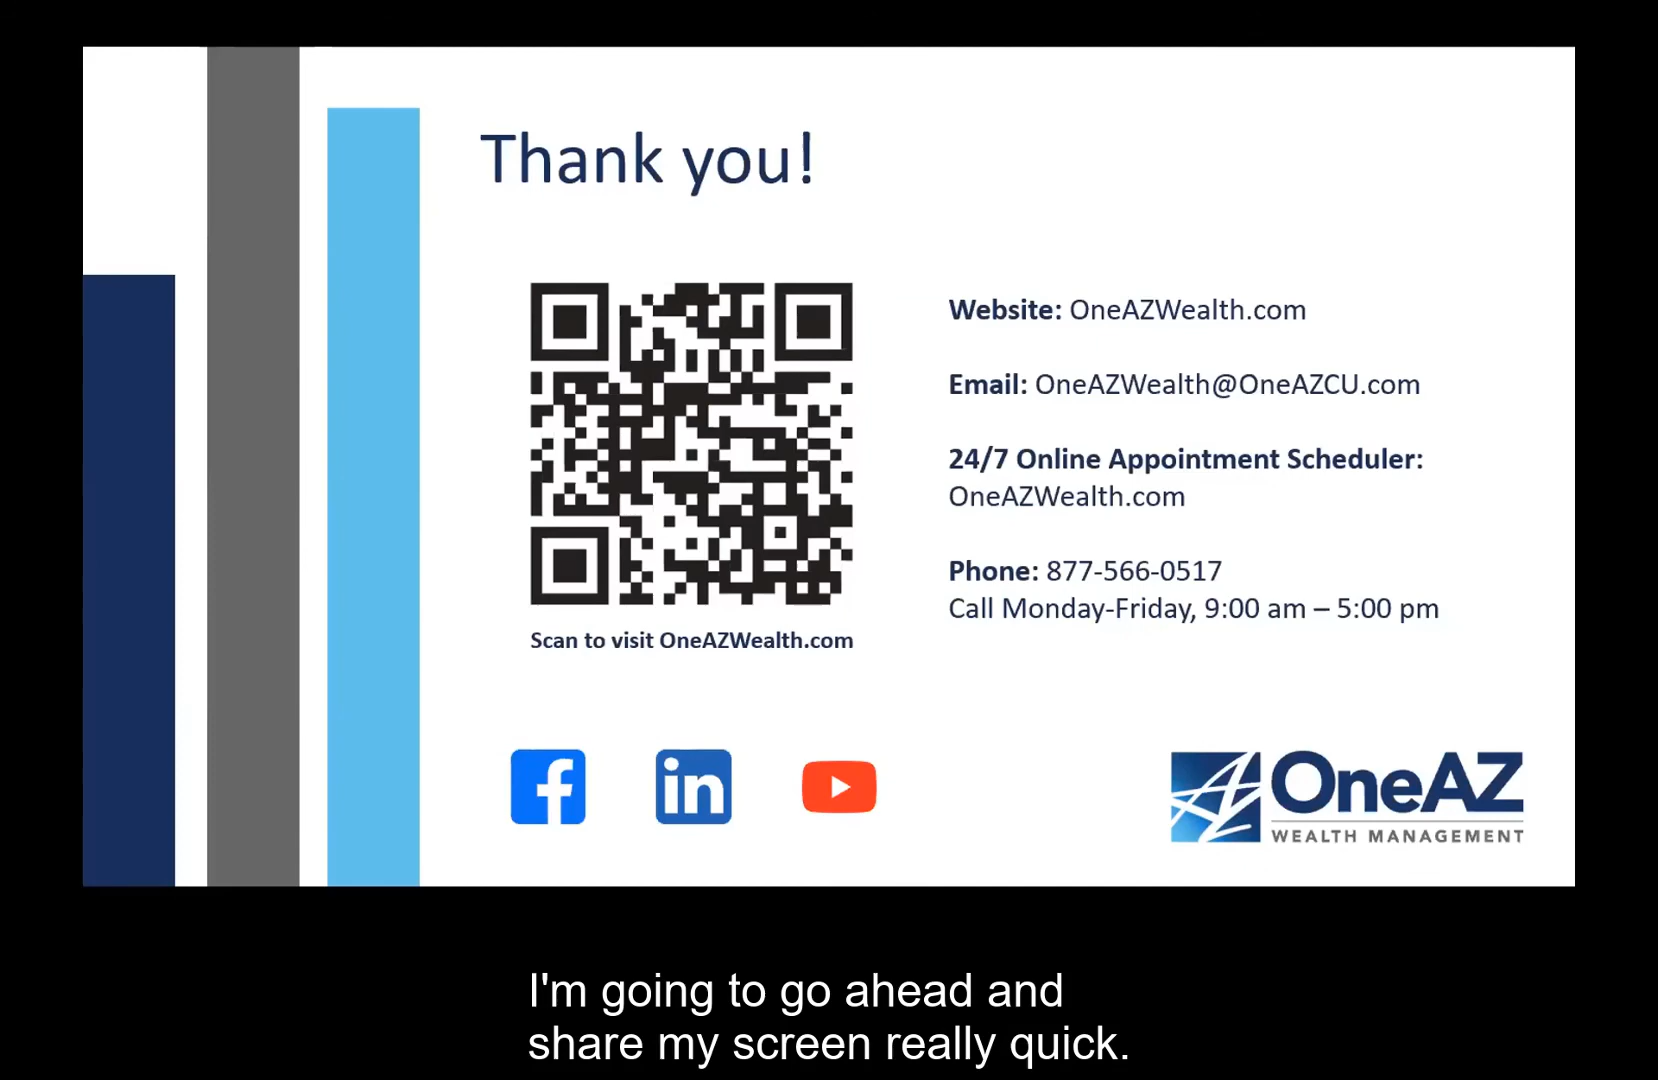 Thank you!
Website: OneAZWealth.com
Email: OneAZWealth@OneAZCU.com
24/7 Online Appointment Scheduler:
OneAZWealth.com
Phone: 877-566-0517
Call Monday-Friday, 9:00 am – 5:00 pm
Scan to visit OneAZWealth.com
f
in
OneAZ
WEALTH MANAGEMENT
I'm going to go ahead and
share my screen really quick.